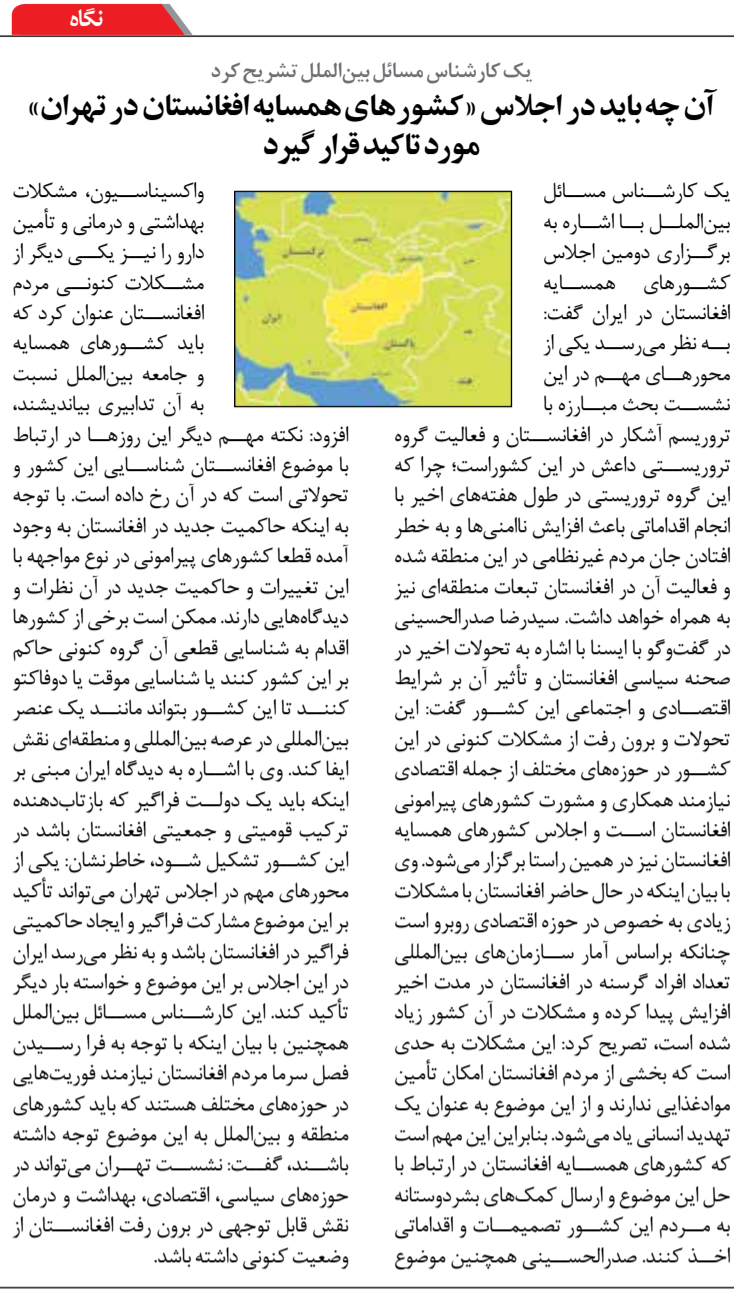 نگاه
یک کارشناس مسائل بین‌الملل تشریح کرد
آن چه باید در اجلاس «کشورهای همسایه افغانستان در تهران»
مورد تاکید قرار گیرد
یک کارشناس مسائل
بین‌الملل با اشاره به
برگزاری دومین اجلاس
کشورهای همسایه
افغانستان در ایران گفت:
به نظر می‌رسد یکی از
محورهای مهم در این
نشست بحث مبارزه با
تروریسم آشکار در افغانستان و فعالیت گروه
تروریستی داعش در این کشوراست؛ چرا که
این گروه تروریستی در طول هفته‌های اخیر با
انجام اقداماتی باعث افزایش ناامنی‌ها و به خطر
افتادن جان مردم غیرنظامی در این منطقه شده
و فعالیت آن در افغانستان تبعات منطقه‌ای نیز
به همراه خواهد داشت. سیدرضا صدرالحسینی
در گفت‌وگو با ایسنا با اشاره به تحولات اخیر در
صحنه سیاسی افغانستان و تأثیر آن بر شرایط
اقتصادی و اجتماعی این کشور گفت: این
تحولات و برون رفت از مشکلات کنونی در این
کشور در حوزه‌های مختلف از جمله اقتصادی
نیازمند همکاری و مشورت کشورهای پیرامونی
افغانستان است و اجلاس کشورهای همسایه
افغانستان نیز در همین راستا برگزار می‌شود. وی
با بیان اینکه در حال حاضر افغانستان با مشکلات
زیادی به خصوص در حوزه اقتصادی روبرو است
چنانکه براساس آمار سازمان‌های بین‌المللی
تعداد افراد گرسنه در افغانستان در مدت اخیر
افزایش پیدا کرده و مشکلات در آن کشور زیاد
شده است، تصریح کرد: این مشکلات به حدی
است که بخشی از مردم افغانستان امکان تأمین
موادغذایی ندارند و از این موضوع به عنوان یک
تهدید انسانی یاد می‌شود. بنابراین این مهم است
که کشورهای همسایه افغانستان در ارتباط با
حل این موضوع و ارسال کمک‌های بشردوستانه
به مردم این کشور تصمیمات و اقداماتی
اخذ کنند. صدرالحسینی همچنین موضوع
ترکمنستان
ایران
افغانستان
پاکستان
هند
واکسیناسیون، مشکلات
بهداشتی و درمانی و تأمین
دارو را نیز یکی دیگر از
مشکلات کنونی مردم
افغانستان عنوان کرد که
باید کشورهای همسایه
و جامعه بین‌الملل نسبت
به آن تدابیری بیاندیشند،
افزود: نکته مهم دیگر این روزها در ارتباط
با موضوع افغانستان شناسایی این کشور و
تحولاتی است که در آن رخ داده است. با توجه
به اینکه حاکمیت جدید در افغانستان به وجود
آمده قطعا کشورهای پیرامونی در نوع مواجهه با
این تغییرات و حاکمیت جدید در آن نظرات و
دیدگاه‌هایی دارند. ممکن است برخی از کشورها
اقدام به شناسایی قطعی آن گروه کنونی حاکم
بر این کشور کنند یا شناسایی موقت یا دوفاکتو
کنند تا این کشور بتواند مانند یک عنصر
بین‌المللی در عرصه بین‌المللی و منطقه‌ای نقش
ایفا کند. وی با اشاره به دیدگاه ایران مبنی بر
اینکه باید یک دولت فراگیر که بازتاب‌دهنده
ترکیب قومیتی و جمعیتی افغانستان باشد در
این کشور تشکیل شود، خاطرنشان: یکی از
محورهای مهم در اجلاس تهران می‌تواند تأکید
بر این موضوع مشارکت فراگیر و ایجاد حاکمیتی
فراگیر در افغانستان باشد و به نظر می‌رسد ایران
در این اجلاس بر این موضوع و خواسته بار دیگر
تأکید کند. این کارشناس مسائل بین‌الملل
همچنین با بیان اینکه با توجه به فرا رسیدن
فصل سرما مردم افغانستان نیازمند فوریت‌هایی
در حوزه‌های مختلف هستند که باید کشورهای
منطقه و بین‌الملل به این موضوع توجه داشته
باشند، گفت: نشست تهران می‌تواند در
حوزه‌های سیاسی، اقتصادی، بهداشت و درمان
نقش قابل توجهی در برون رفت افغانستان از
وضعیت کنونی داشته باشد.